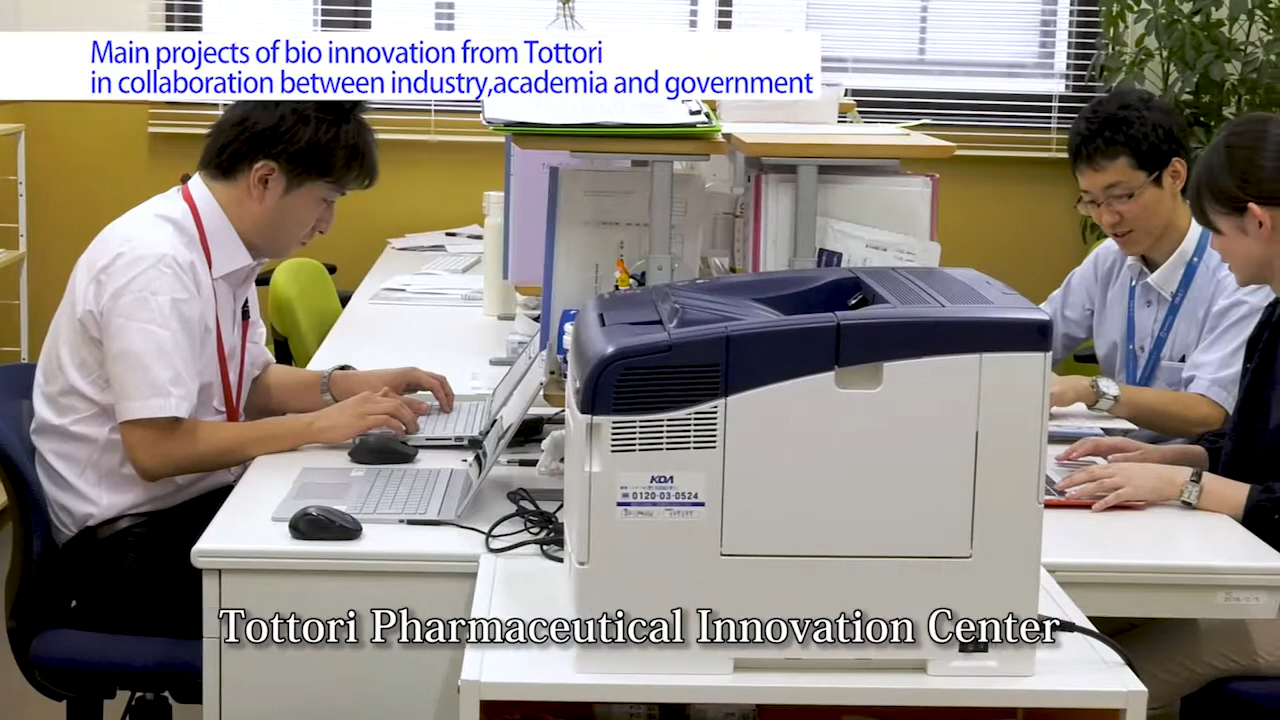 Main projects of bio innovation from Tottori
in collaboration between industry,academia and government
KOA
0120-03-0524
Tottori Pharmaceutical Innovation Center